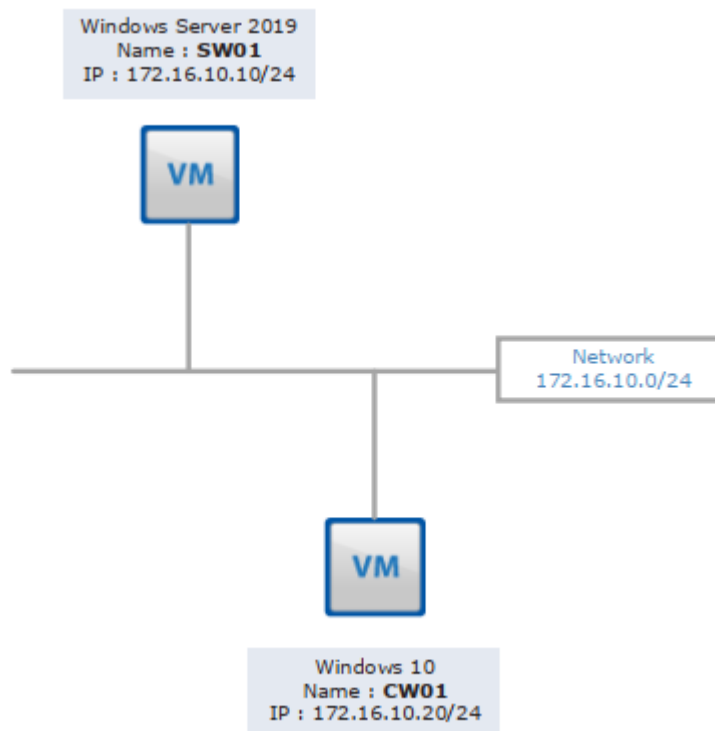 Windows Server 2019
Name : SW01
IP : 172.16.10.10/24
VM
Network
172.16.10.0/24
VM
Windows 10
Name : CW01
IP : 172.16.10.20/24